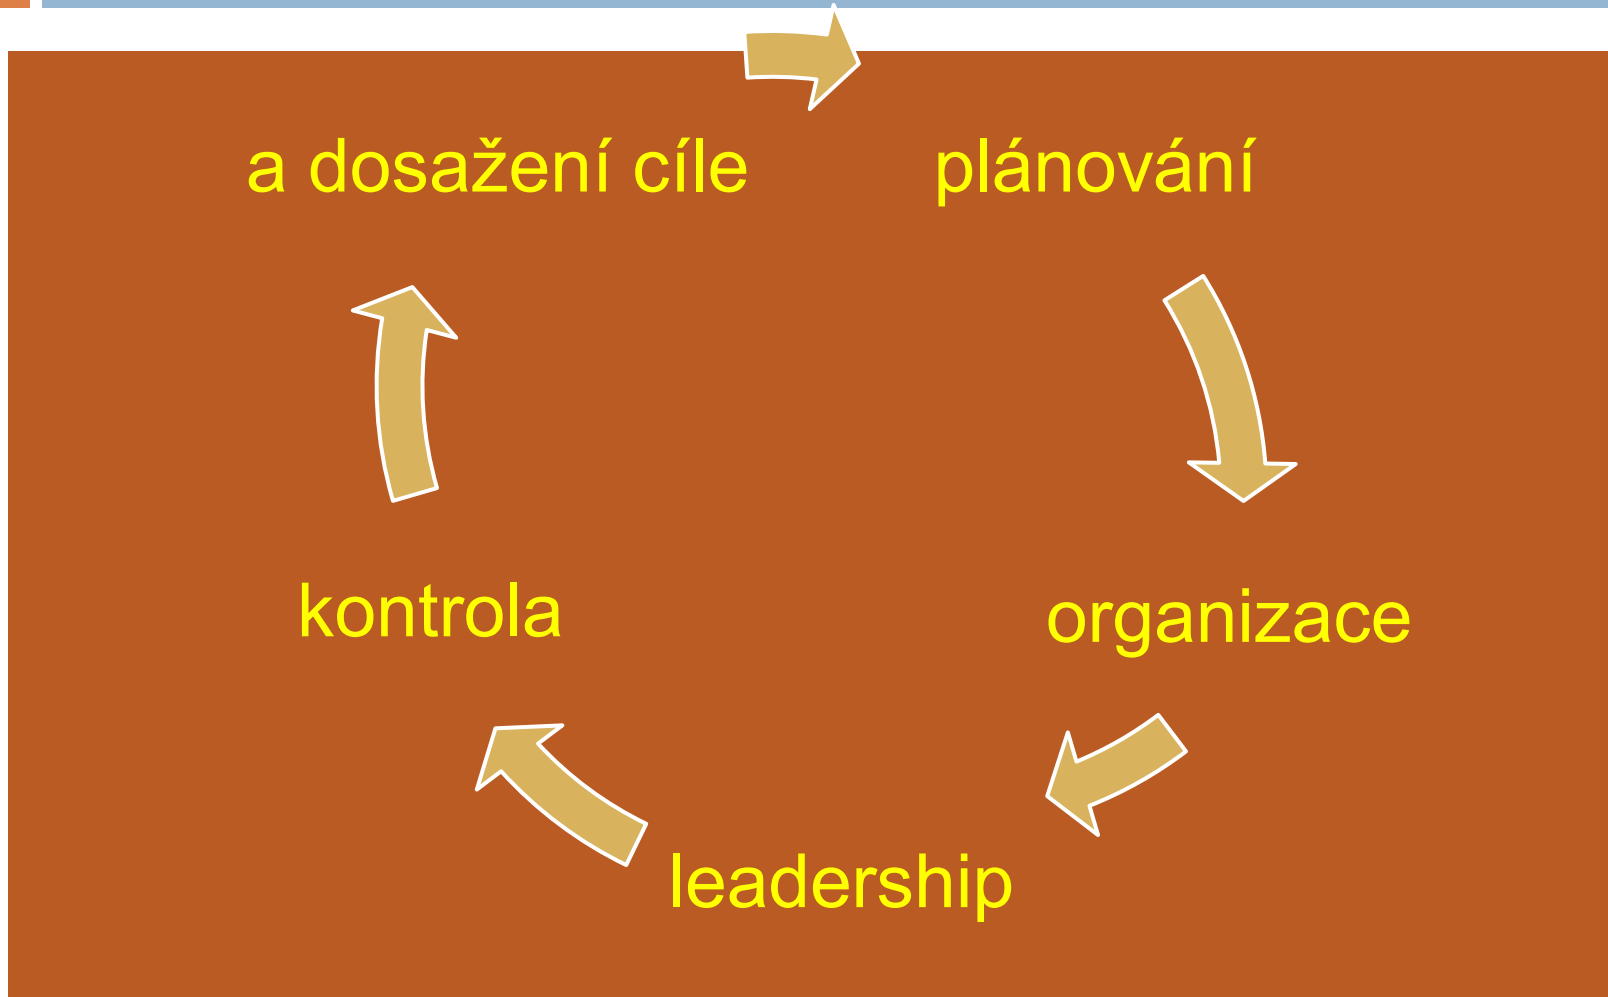 a dosažení cíle
plánování
kontrola
organizace
leadership